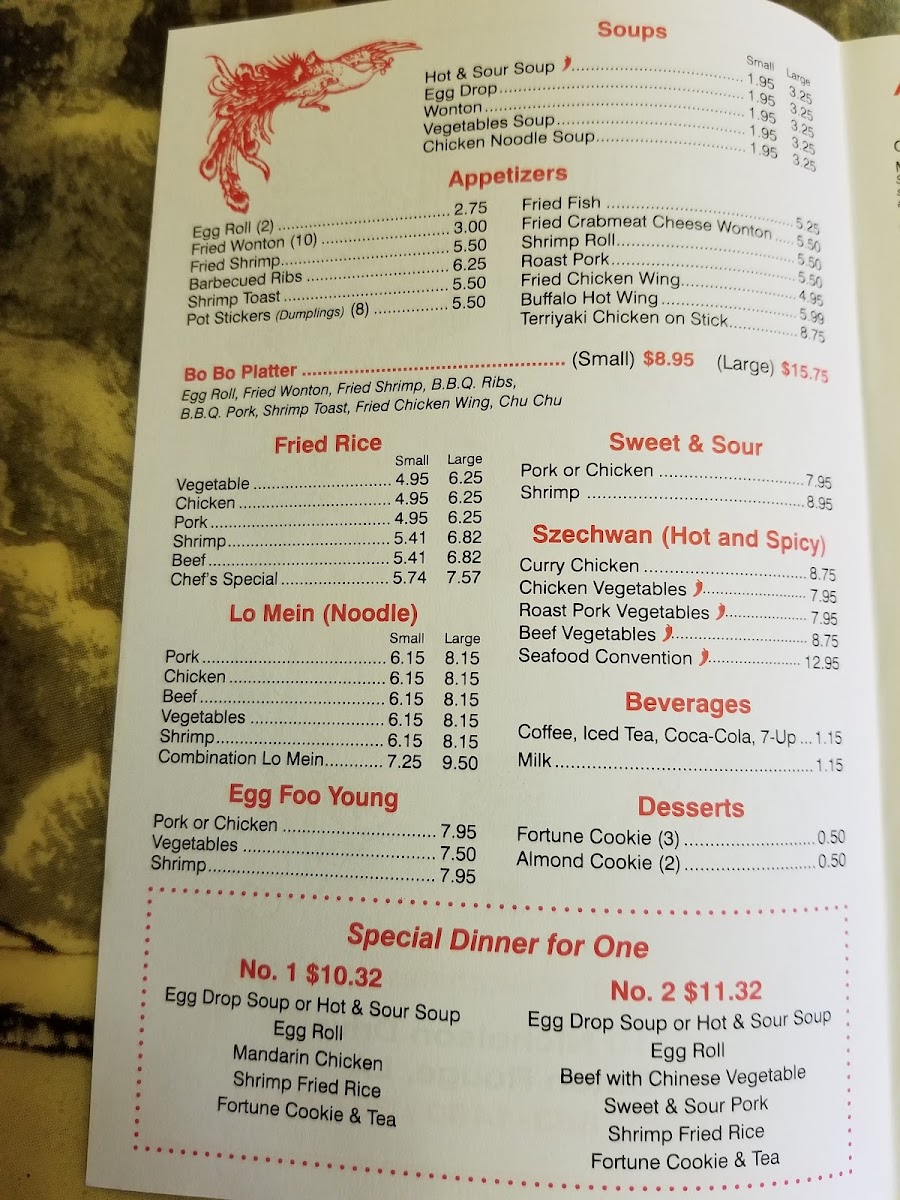 Soups
Small Large
Hot & Sour Soup 1.95 3.25
Egg Drop 1.95 3.25
Wonton 1.95 3.25
Vegetables Soup 1.95 3.25
Chicken Noodle Soup 1.95 3.25
Appetizers
Egg Roll (2) 2.75
Fried Wonton (10) 3.00
Fried Shrimp 5.50
Barbecued Ribs 6.25
Shrimp Toast 5.50
Pot Stickers (Dumplings) (8) 5.50
Fried Fish 5.25
Fried Crabmeat Cheese Wonton 5.50
Shrimp Roll 5.50
Roast Pork 5.50
Fried Chicken Wing 4.95
Buffalo Hot Wing 5.99
Terriyaki Chicken on Stick 8.75
Bo Bo Platter (Small) $8.95 (Large) $15.75
Egg Roll, Fried Wonton, Fried Shrimp, B.B.Q. Ribs,
B.B.Q. Pork, Shrimp Toast, Fried Chicken Wing, Chu Chu
Fried Rice
Small Large
Vegetable 4.95 6.25
Chicken 4.95 6.25
Pork 4.95 6.25
Shrimp 5.41 6.82
Beef 5.41 6.82
Chef's Special 5.74 7.57
Lo Mein (Noodle)
Small Large
Pork 6.15 8.15
Chicken 6.15 8.15
Beef 6.15 8.15
Vegetables 6.15 8.15
Shrimp 6.15 8.15
Combination Lo Mein 7.25 9.50
Egg Foo Young
Pork or Chicken 7.95
Vegetables 7.50
Shrimp 7.95
Sweet & Sour
Pork or Chicken 7.95
Shrimp 8.95
Szechwan (Hot and Spicy)
Curry Chicken 8.75
Chicken Vegetables 7.95
Roast Pork Vegetables 7.95
Beef Vegetables 8.75
Seafood Convention 12.95
Beverages
Coffee, Iced Tea, Coca-Cola, 7-Up 1.15
Milk 1.15
Desserts
Fortune Cookie (3) 0.50
Almond Cookie (2) 0.50
Special Dinner for One
No. 1 $10.32
Egg Drop Soup or Hot & Sour Soup
Egg Roll
Mandarin Chicken
Shrimp Fried Rice
Fortune Cookie & Tea
No. 2 $11.32
Egg Drop Soup or Hot & Sour Soup
Egg Roll
Beef with Chinese Vegetable
Sweet & Sour Pork
Shrimp Fried Rice
Fortune Cookie & Tea